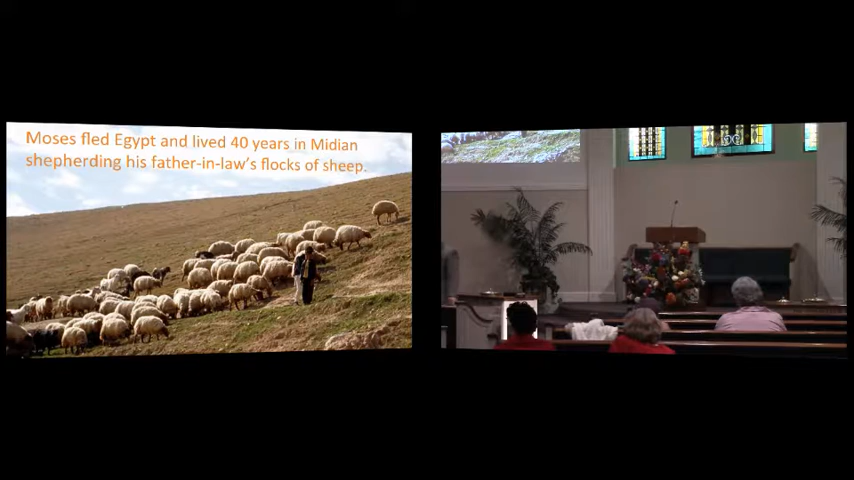 Moses fled Egypt and lived 40 years in Midian
shepherding his father-in-law's flocks of sheep.